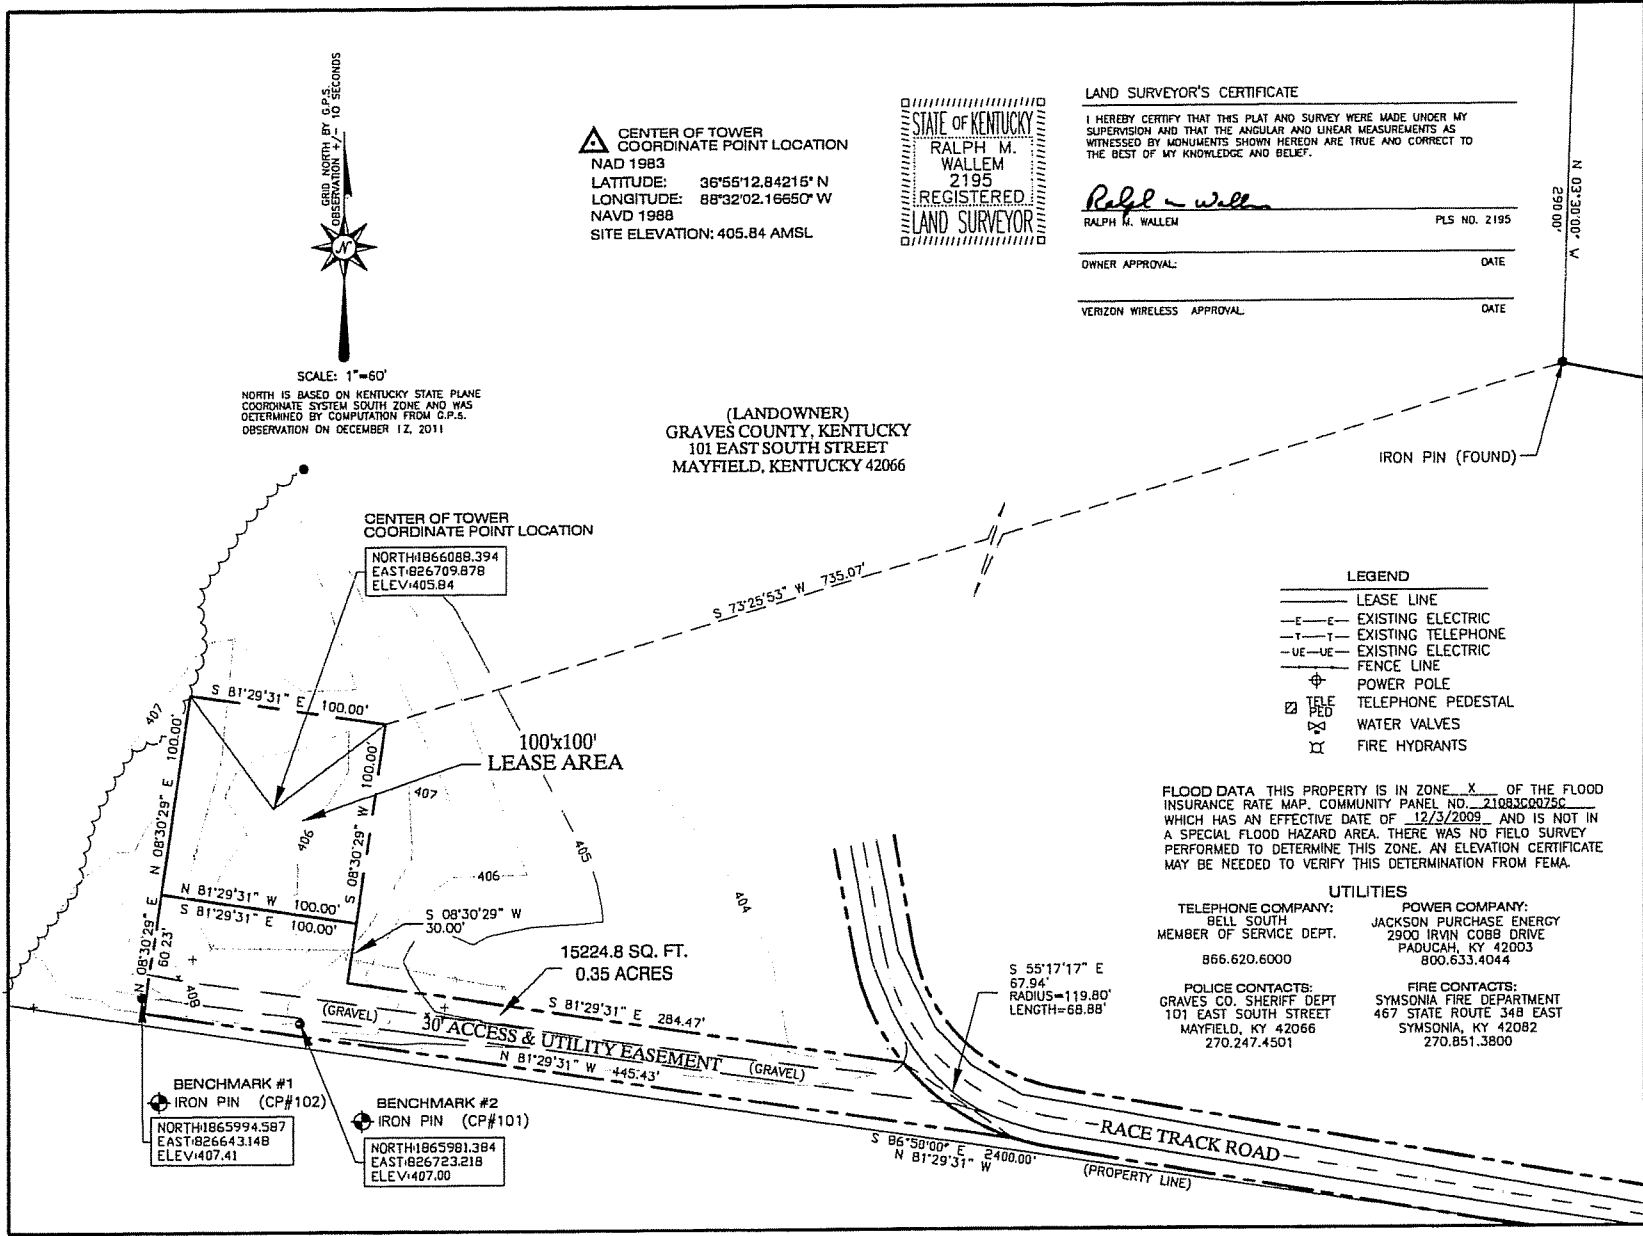 GRID NORTH BY G.P.S.
OBSERVATION +/- 10 SECONDS
N
SCALE: 1"=60'
NORTH IS BASED ON KENTUCKY STATE PLANE
COORDINATE SYSTEM SOUTH ZONE AND WAS
DETERMINED BY COMPUTATION FROM G.P.S.
OBSERVATION ON DECEMBER 12, 2011
CENTER OF TOWER
COORDINATE POINT LOCATION
NAD 1983
LATITUDE: 36°55'12.84215" N
LONGITUDE: 88°32'02.16650" W
NAVD 1988
SITE ELEVATION: 405.84 AMSL
STATE OF KENTUCKY
RALPH M.
WALLEM
2195
REGISTERED
LAND SURVEYOR
LAND SURVEYOR'S CERTIFICATE
I HEREBY CERTIFY THAT THIS PLAT AND SURVEY WERE MADE UNDER MY
SUPERVISION AND THAT THE ANGULAR AND LINEAR MEASUREMENTS AS
WITNESSED BY MONUMENTS SHOWN HEREON ARE TRUE AND CORRECT TO
THE BEST OF MY KNOWLEDGE AND BELIEF.
Ralph M Wallem
RALPH M. WALLEM PLS NO. 2195
OWNER APPROVAL: DATE
VERIZON WIRELESS APPROVAL DATE
N 03°30'00" W
290.00'
IRON PIN (FOUND)
(LANDOWNER)
GRAVES COUNTY, KENTUCKY
101 EAST SOUTH STREET
MAYFIELD, KENTUCKY 42066
CENTER OF TOWER
COORDINATE POINT LOCATION
NORTH:1866088.394
EAST:826709.878
ELEV:405.84
S 73°25'53" W 735.07'
LEGEND
LEASE LINE
—E—E— EXISTING ELECTRIC
—T—T— EXISTING TELEPHONE
—UE—UE— EXISTING ELECTRIC
FENCE LINE
POWER POLE
TELE PED TELEPHONE PEDESTAL
WATER VALVES
FIRE HYDRANTS
S 81°29'31" E 100.00'
407
N 08°30'29" E 100.00'
S 08°30'29" W 100.00'
100'x100'
LEASE AREA
407
406
405
406
404
N 81°29'31" W 100.00'
S 81°29'31" E 100.00'
S 08°30'29" W
30.00'
N 08°30'29" E
60.23'
408
15224.8 SQ. FT.
0.35 ACRES
S 81°29'31" E 284.47'
(GRAVEL)
30' ACCESS & UTILITY EASEMENT
(GRAVEL)
N 81°29'31" W 445.43'
S 55°17'17" E
67.94'
RADIUS=119.80'
LENGTH=68.88'
RACE TRACK ROAD
S 86°50'00" E 2400.00'
N 81°29'31" W
(PROPERTY LINE)
BENCHMARK #1
IRON PIN (CP#102)
NORTH:1865994.587
EAST:826643.148
ELEV:407.41
BENCHMARK #2
IRON PIN (CP#101)
NORTH:1865981.384
EAST:826723.218
ELEV:407.00
FLOOD DATA THIS PROPERTY IS IN ZONE X OF THE FLOOD
INSURANCE RATE MAP, COMMUNITY PANEL NO. 21083C0075C
WHICH HAS AN EFFECTIVE DATE OF 12/3/2009 AND IS NOT IN
A SPECIAL FLOOD HAZARD AREA. THERE WAS NO FIELD SURVEY
PERFORMED TO DETERMINE THIS ZONE. AN ELEVATION CERTIFICATE
MAY BE NEEDED TO VERIFY THIS DETERMINATION FROM FEMA.
UTILITIES
TELEPHONE COMPANY:
BELL SOUTH
MEMBER OF SERVICE DEPT.
866.620.6000
POWER COMPANY:
JACKSON PURCHASE ENERGY
2900 IRVIN COBB DRIVE
PADUCAH, KY 42003
800.633.4044
POLICE CONTACTS:
GRAVES CO. SHERIFF DEPT
101 EAST SOUTH STREET
MAYFIELD, KY 42066
270.247.4501
FIRE CONTACTS:
SYMSONIA FIRE DEPARTMENT
467 STATE ROUTE 348 EAST
SYMSONIA, KY 42082
270.851.3800